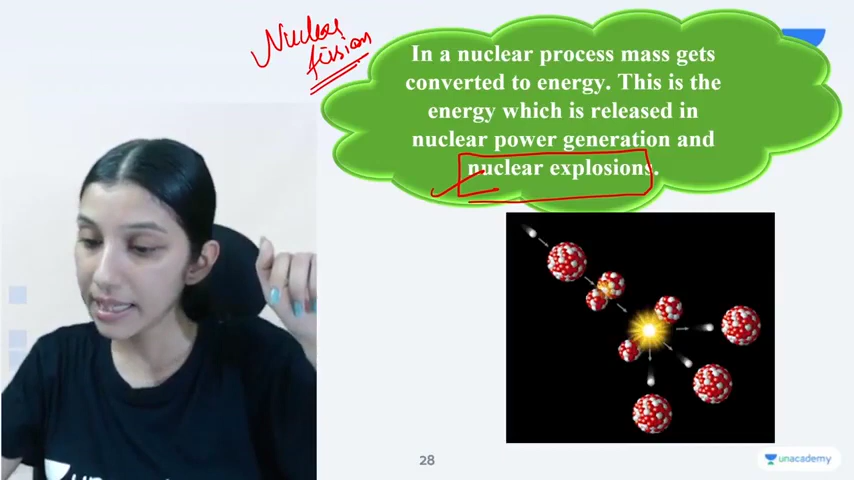 Nuclear
fission
In a nuclear process mass gets
converted to energy. This is the
energy which is released in
nuclear power generation and
nuclear explosions.
28
unacademy